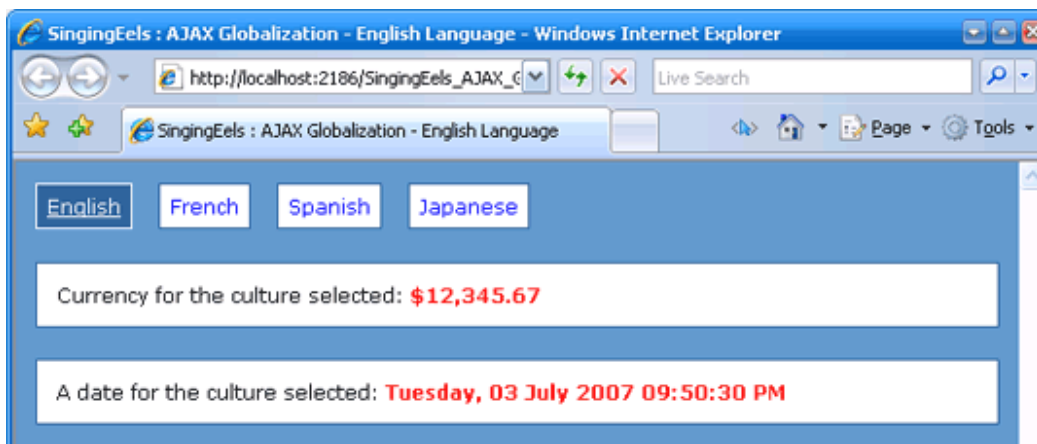 SingingEels : AJAX Globalization - English Language - Windows Internet Explorer
http://localhost:2186/SingingEels_AJAX_G Live Search
SingingEels : AJAX Globalization - English Language Page Tools
English French Spanish Japanese
Currency for the culture selected: $12,345.67
A date for the culture selected: Tuesday, 03 July 2007 09:50:30 PM